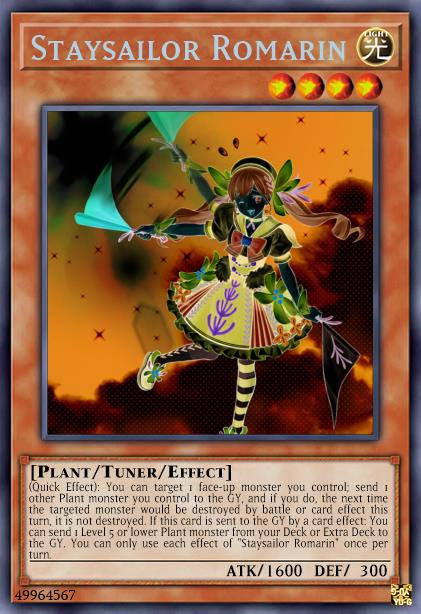 STAYSAILOR ROMARIN
LIGHT
光
[PLANT/TUNER/EFFECT]
(Quick Effect): You can target 1 face-up monster you control; send 1
other Plant monster you control to the GY, and if you do, the next time
the targeted monster would be destroyed by battle or card effect this
turn, it is not destroyed. If this card is sent to the GY by a card effect: You
can send 1 Level 5 or lower Plant monster from your Deck or Extra Deck to
the GY. You can only use each effect of "Staysailor Romarin" once per
turn.
ATK/1600 DEF/ 300
49964567